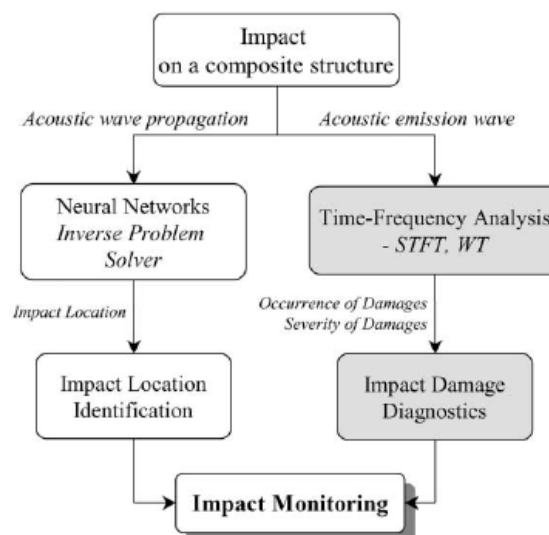 Impact
on a composite structure
Acoustic wave propagation
Acoustic emission wave
Neural Networks
Inverse Problem
Solver
Time-Frequency Analysis
- STFT, WT
Impact Location
Occurrence of Damages
Severity of Damages
Impact Location
Identification
Impact Damage
Diagnostics
Impact Monitoring